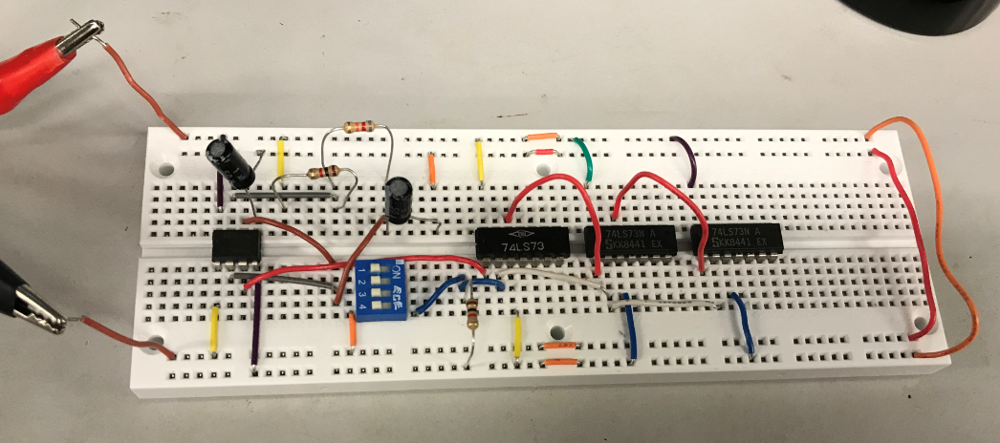 74LS73
74LS73N A
SKK8441 EX
74LS73N A
SKK8441 EX
ON
1
2
3
4